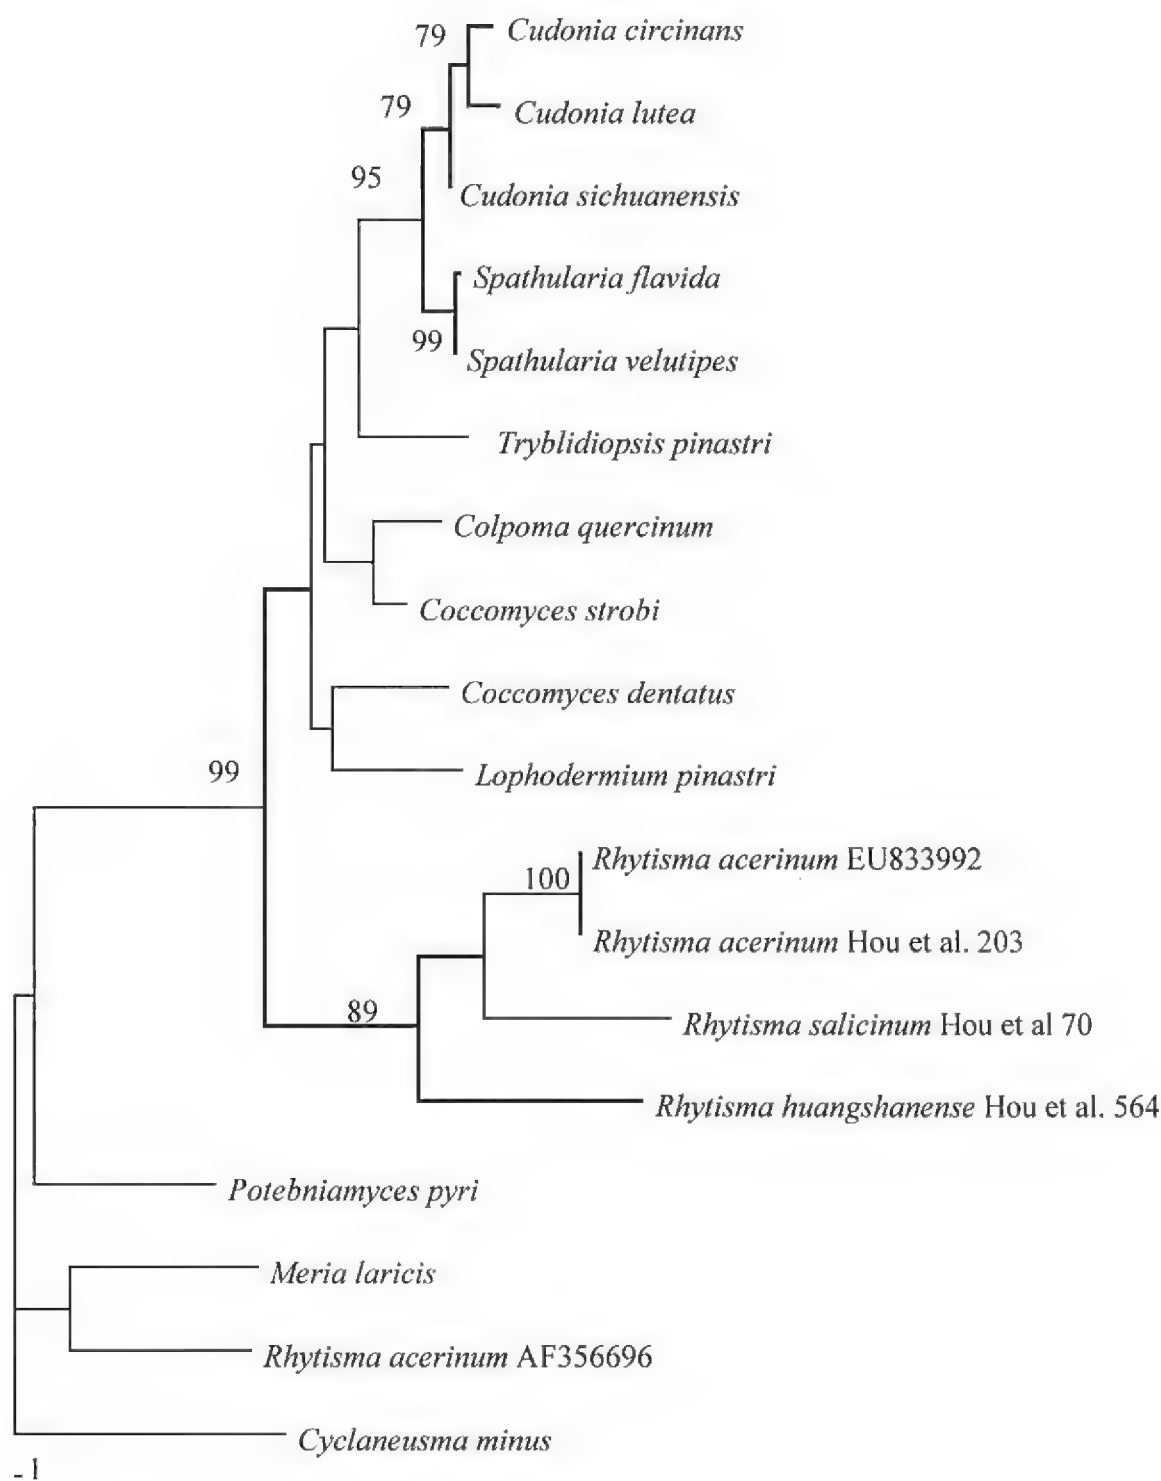 79
Cudonia circinans
79
Cudonia lutea
95
Cudonia sichuanensis
Spathularia flavida
99
Spathularia velutipes
Tryblidiopsis pinastri
Colpoma quercinum
Coccomyces strobi
Coccomyces dentatus
99
Lophodermium pinastri
Rhytisma acerinum EU833992
100
Rhytisma acerinum Hou et al. 203
89
Rhytisma salicinum Hou et al 70
Rhytisma huangshanense Hou et al. 564
Potebniamyces pyri
Meria laricis
Rhytisma acerinum AF356696
Cyclaneusma minus
- 1